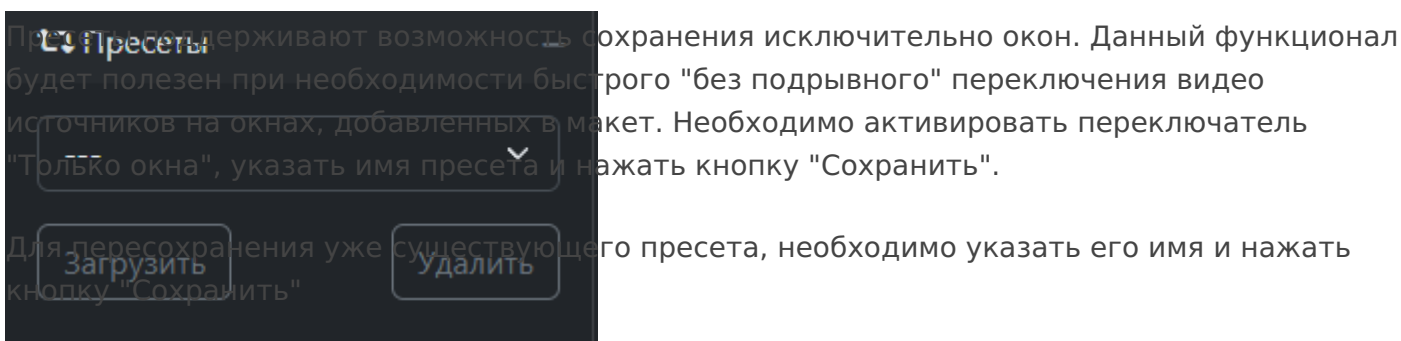 Пресеты
Пресеты поддерживают возможность сохранения исключительно окон. Данный функционал
будет полезен при необходимости быстрого "без подрывного" переключения видео
источников на окнах, добавленных в макет. Необходимо активировать переключатель
---
"Только окна", указать имя пресета и нажать кнопку "Сохранить".
Для пересохранения уже существующего пресета, необходимо указать его имя и нажать
Загрузить Удалить
кнопку "Сохранить"